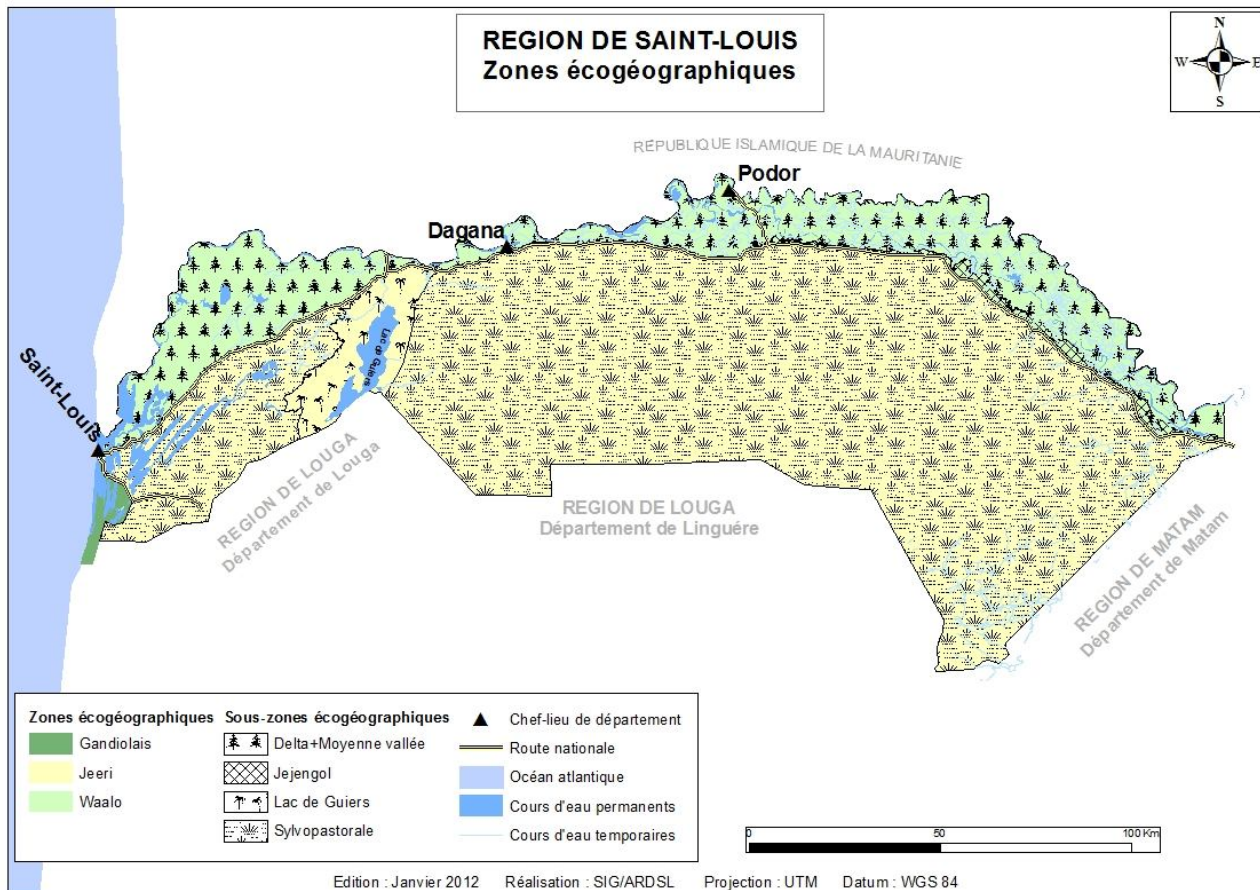 REGION DE SAINT-LOUIS
Zones écogéographiques
N
W
E
S
RÉPUBLIQUE ISLAMIQUE DE LA MAURITANIE
Podor
Dagana
Saint-Louis
Lac de Guiers
REGION DE LOUGA
Département de Louga
REGION DE LOUGA
Département de Linguére
REGION DE MATAM
Département de Matam
Zones écogéographiques
Gandiolais
Jeeri
Waalo
Sous-zones écogéographiques
Delta+Moyenne vallée
Jejengol
Lac de Guiers
Sylvopastorale
Chef-lieu de département
Route nationale
Océan atlantique
Cours d'eau permanents
Cours d'eau temporaires
0 50 100 Km
Edition : Janvier 2012 Réalisation : SIG/ARDSL Projection : UTM Datum : WGS 84